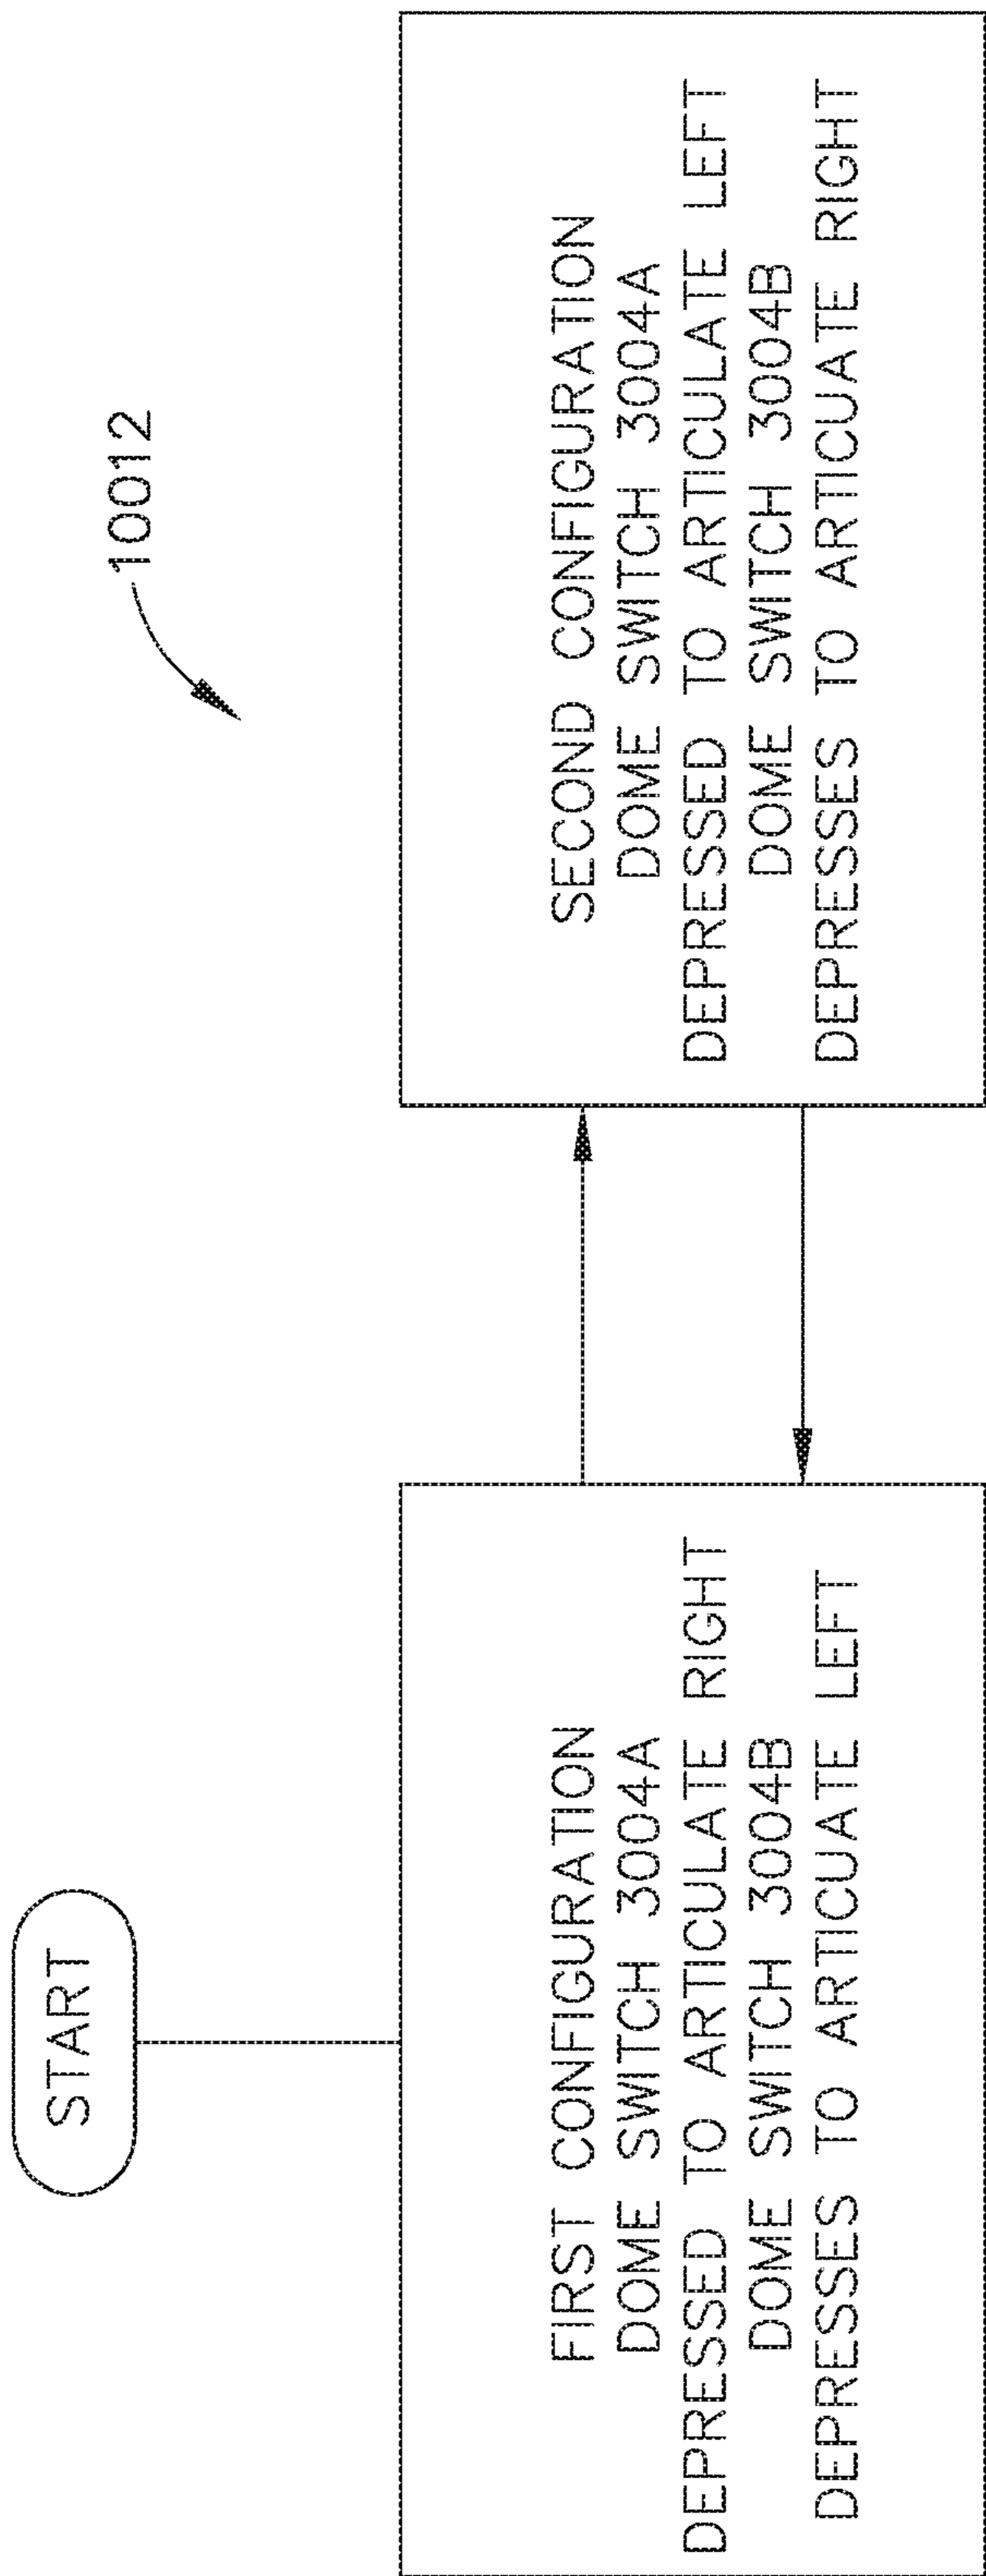 START
10012
FIRST CONFIGURATION
DOME SWITCH 3004A
DEPRESSED TO ARTICULATE RIGHT
DOME SWITCH 3004B
DEPRESSES TO ARTICUATE LEFT
SECOND CONFIGURATION
DOME SWITCH 3004A
DEPRESSED TO ARTICULATE LEFT
DOME SWITCH 3004B
DEPRESSES TO ARTICUATE RIGHT